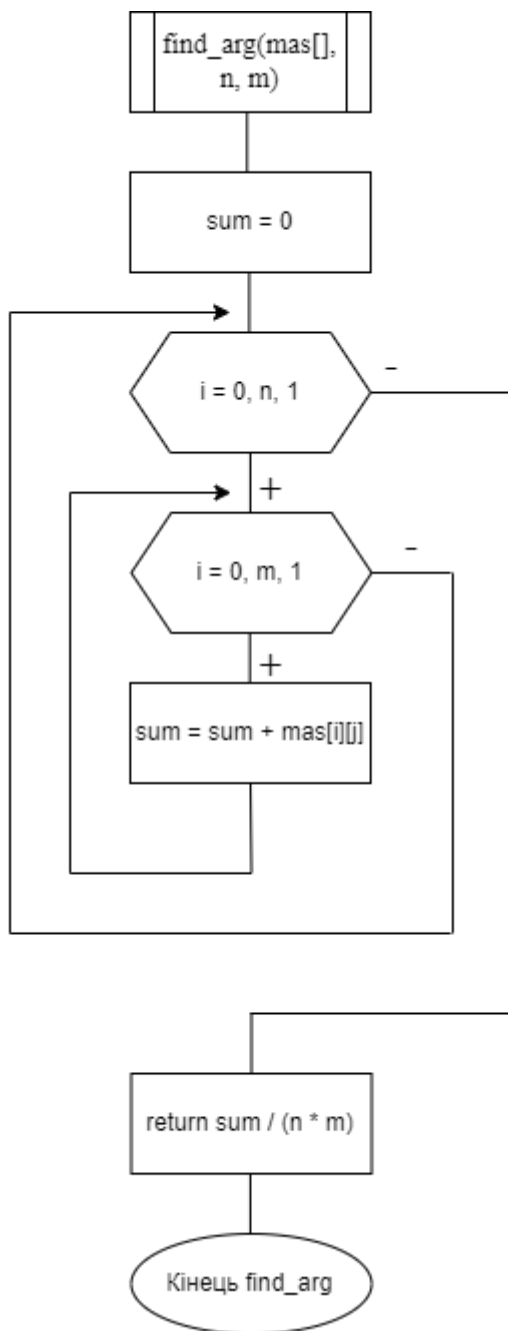 find_arg(mas[],
n, m)
sum = 0
i = 0, n, 1
-
+
i = 0, m, 1
-
+
sum = sum + mas[i][j]
return sum / (n * m)
Кінець find_arg